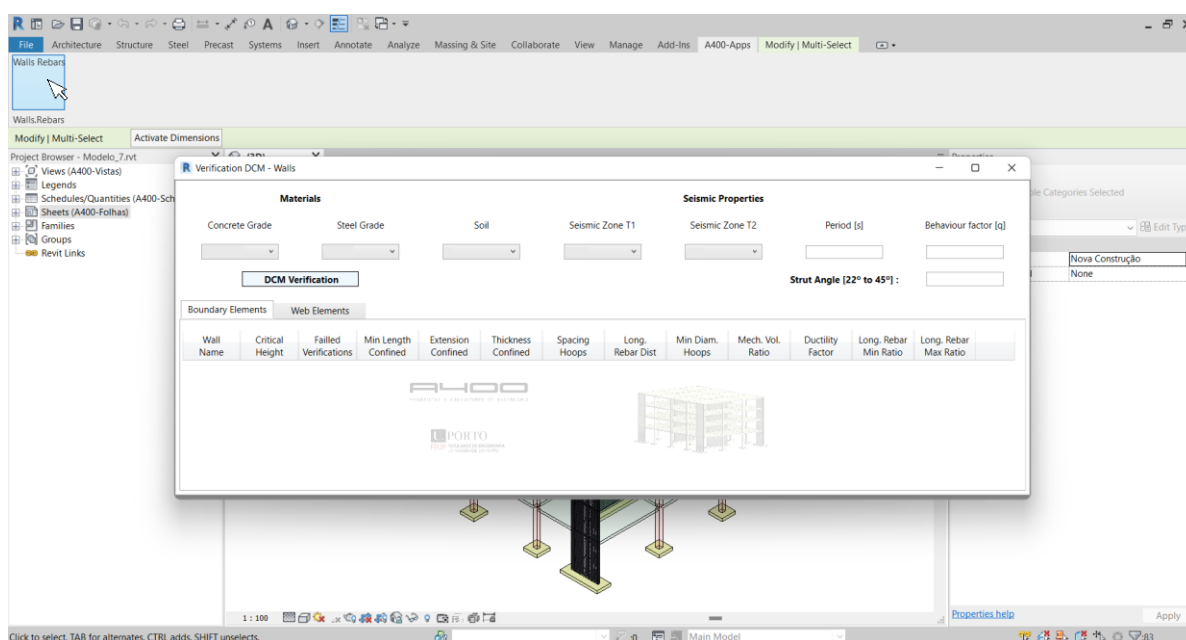 File Architecture Structure Steel Precast Systems Insert Annotate Analyze Massing & Site Collaborate View Manage Add-Ins A400-Apps Modify | Multi-Select
Walls Rebars
Walls.Rebars
Modify | Multi-Select Activate Dimensions
Project Browser - Modelo_7.rvt
Views (A400-Vistas)
Legends
Schedules/Quantities (A400-Sch
Sheets (A400-Folhas)
Families
Groups
Revit Links
Verification DCM - Walls
Materials Seismic Properties
Concrete Grade Steel Grade Soil Seismic Zone T1 Seismic Zone T2 Period [s] Behaviour factor [q]
DCM Verification Strut Angle [22º to 45º] :
Boundary Elements Web Elements
Wall Name Critical Height Failled Verifications Min Length Confined Extension Confined Thickness Confined Spacing Hoops Long. Rebar Dist Min Diam. Hoops Mech. Vol. Ratio Ductility Factor Long. Rebar Min Ratio Long. Rebar Max Ratio
A400
U.PORTO
ple Categories Selected
Edit Typ
Nova Construção
None
1 : 100
Properties help Apply
Click to select, TAB for alternates, CTRL adds, SHIFT unselects.
Main Model
:0
:83